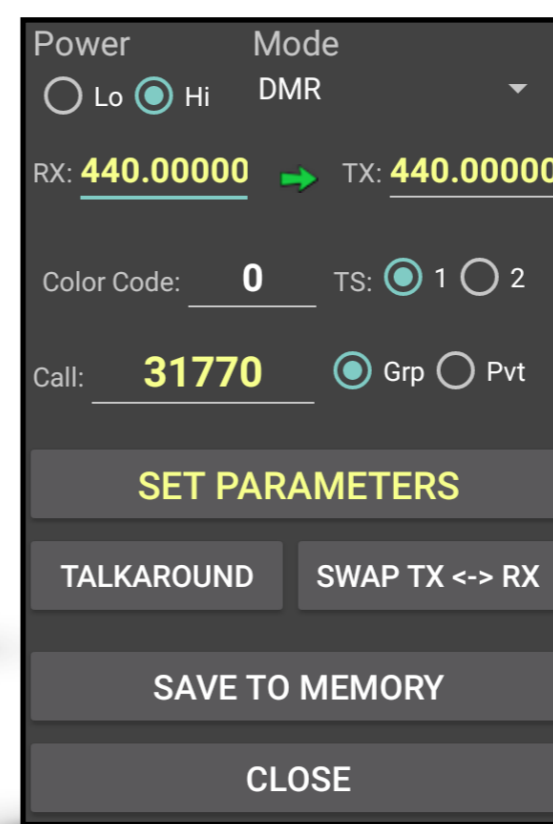 Power Mode
Lo Hi DMR
RX: 440.00000 TX: 440.00000
Color Code: 0 TS: 1 2
Call: 31770 Grp Pvt
SET PARAMETERS
TALKAROUND SWAP TX <-> RX
SAVE TO MEMORY
CLOSE